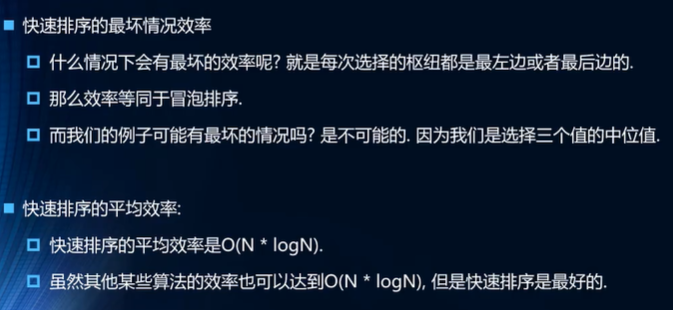 快速排序的最坏情况效率
什么情况下会有最坏的效率呢? 就是每次选择的枢纽都是最左边或者最后边的.
那么效率等同于冒泡排序.
而我们的例子可能有最坏的情况吗? 是不可能的. 因为我们是选择三个值的中位值.
快速排序的平均效率:
快速排序的平均效率是O(N * logN).
虽然其他某些算法的效率也可以达到O(N * logN), 但是快速排序是最好的.